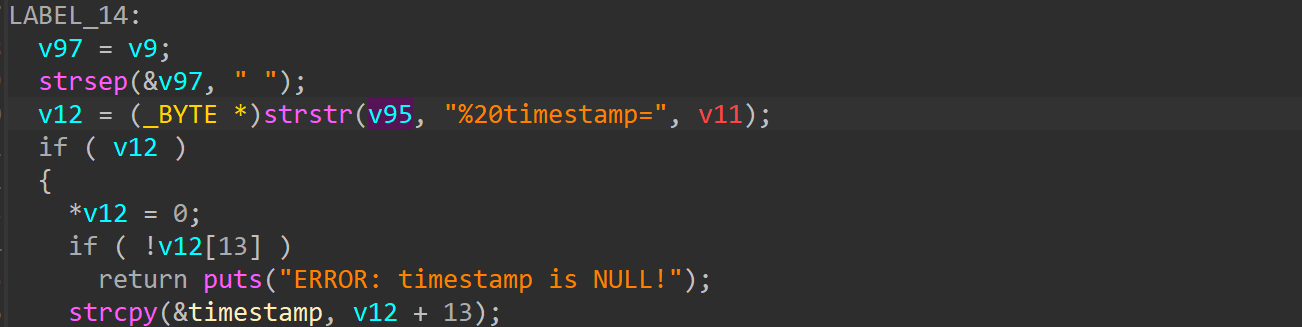 LABEL_14:
v97 = v9;
strsep(&v97, " ");
v12 = (_BYTE *)strstr(v95, "%20timestamp=", v11);
if ( v12 )
{
*v12 = 0;
if ( !v12[13] )
return puts("ERROR: timestamp is NULL!");
strcpy(&timestamp, v12 + 13);